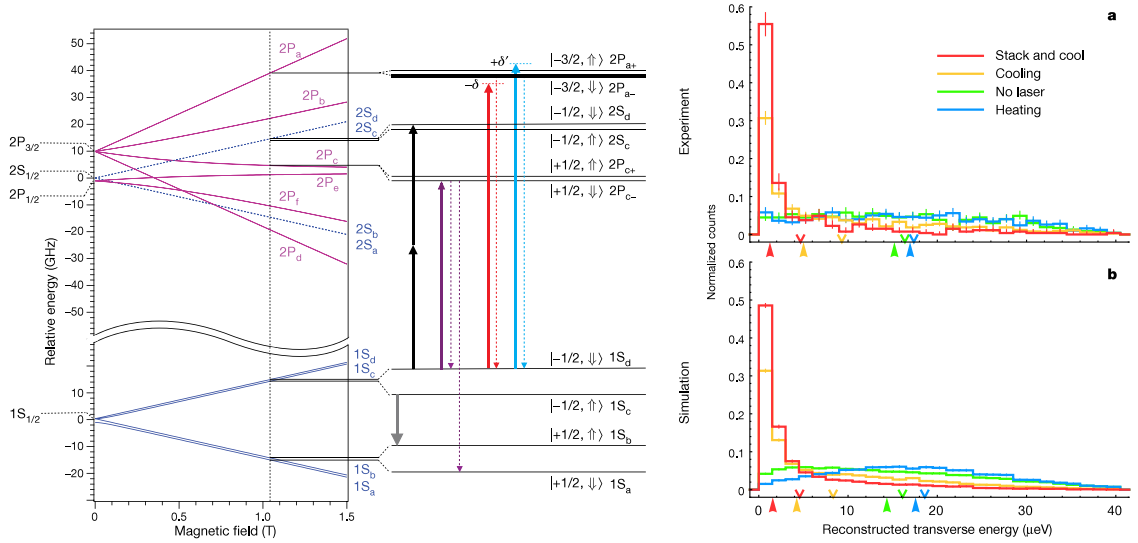 50
40
30
20
10
0
−10
−20
−30
−40
−50
20
10
0
−10
−20
Relative energy (GHz)
2P3/2
2S1/2
2P1/2
1S1/2
2Pa
2Pb
2Sd
2Sc
2Pc
2Pe
2Pf
2Sb
2Sa
2Pd
1Sd
1Sc
1Sb
1Sa
0
0.5
1.0
1.5
Magnetic field (T)
−δ
+δ′
|−3/2, ⇑⟩ 2Pa+
|−3/2, ⇓⟩ 2Pa−
|−1/2, ⇓⟩ 2Sd
|−1/2, ⇑⟩ 2Sc
|+1/2, ⇑⟩ 2Pc+
|+1/2, ⇓⟩ 2Pc−
|−1/2, ⇓⟩ 1Sd
|−1/2, ⇑⟩ 1Sc
|+1/2, ⇑⟩ 1Sb
|+1/2, ⇓⟩ 1Sa
a
Stack and cool
Cooling
No laser
Heating
0.6
0.5
0.4
0.3
0.2
0.1
0
Experiment
Normalized counts
b
0.6
0.5
0.4
0.3
0.2
0.1
0
Simulation
0
10
20
30
40
Reconstructed transverse energy (μeV)